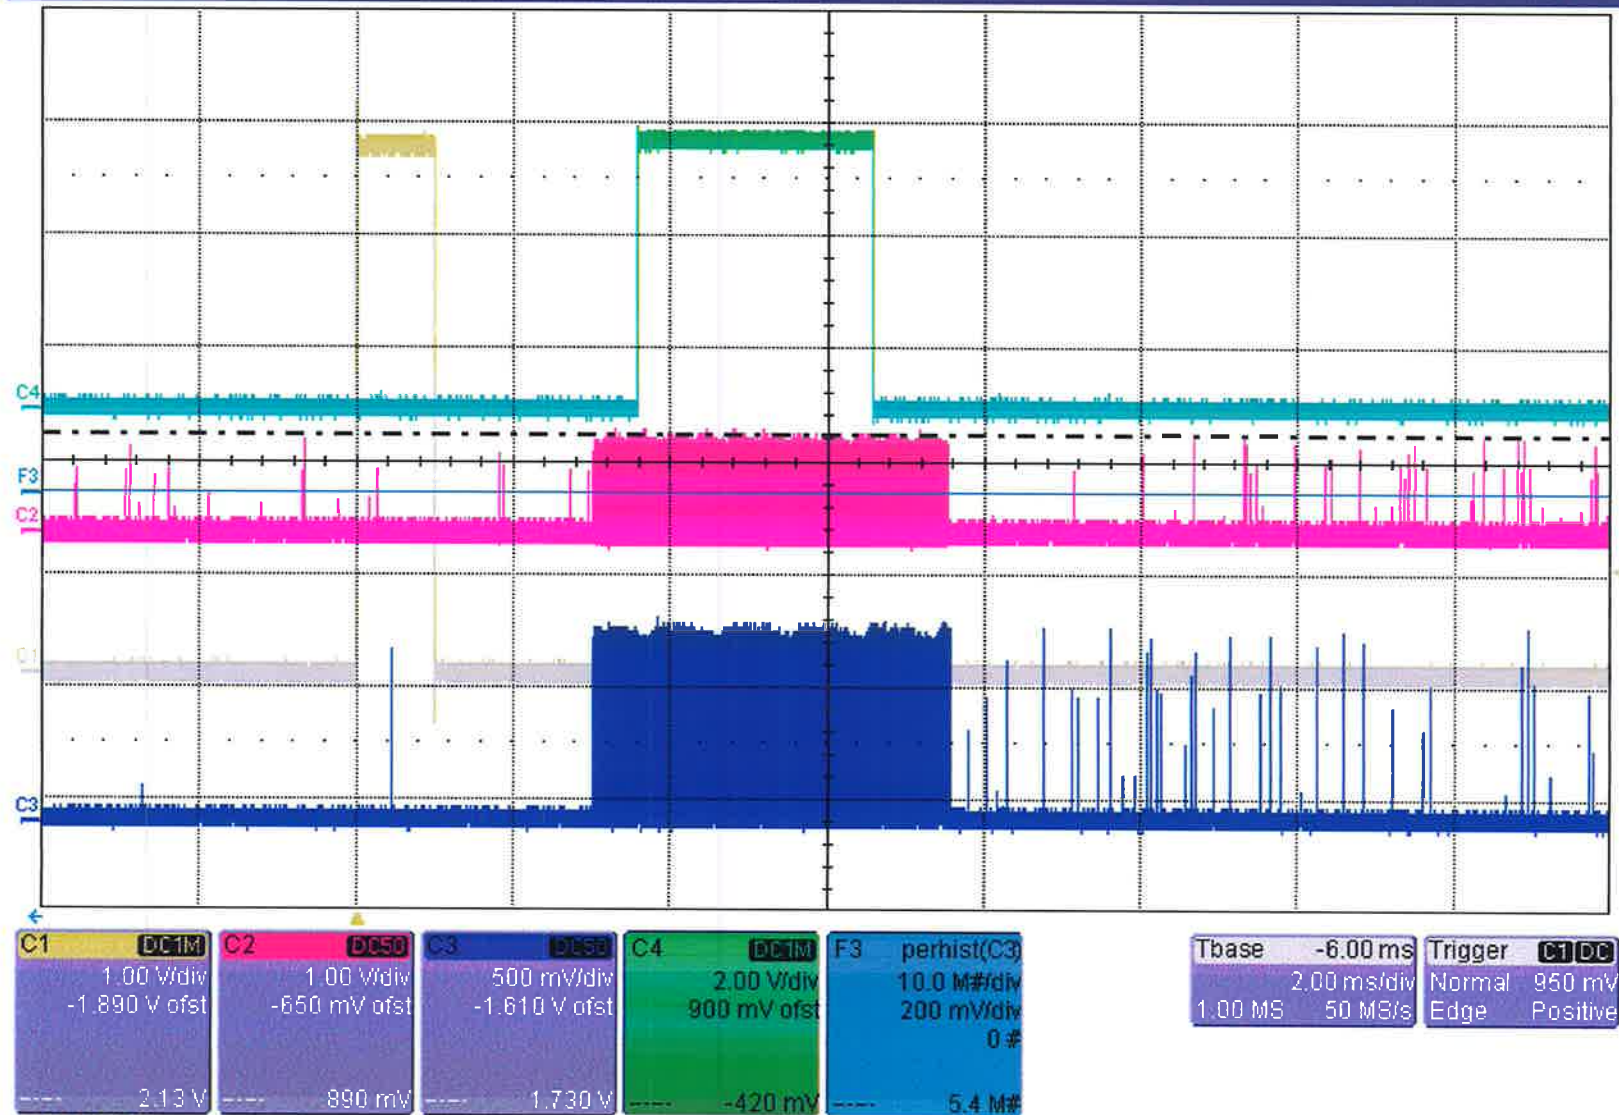 C4
F3
C2
C1
C3
C1 DC1M
1.00 V/div
-1.890 V ofst
2.13 V
C2 DC50
1.00 V/div
-650 mV ofst
890 mV
C3 DC50
500 mV/div
-1.610 V ofst
1.730 V
C4 DC1M
2.00 V/div
900 mV ofst
-420 mV
F3 perhist(C3)
10.0 M#/div
200 mV/div
0 #
5.4 M#
Tbase -6.00 ms
2.00 ms/div
1.00 MS 50 MS/s
Trigger C1 DC
Normal 950 mV
Edge Positive